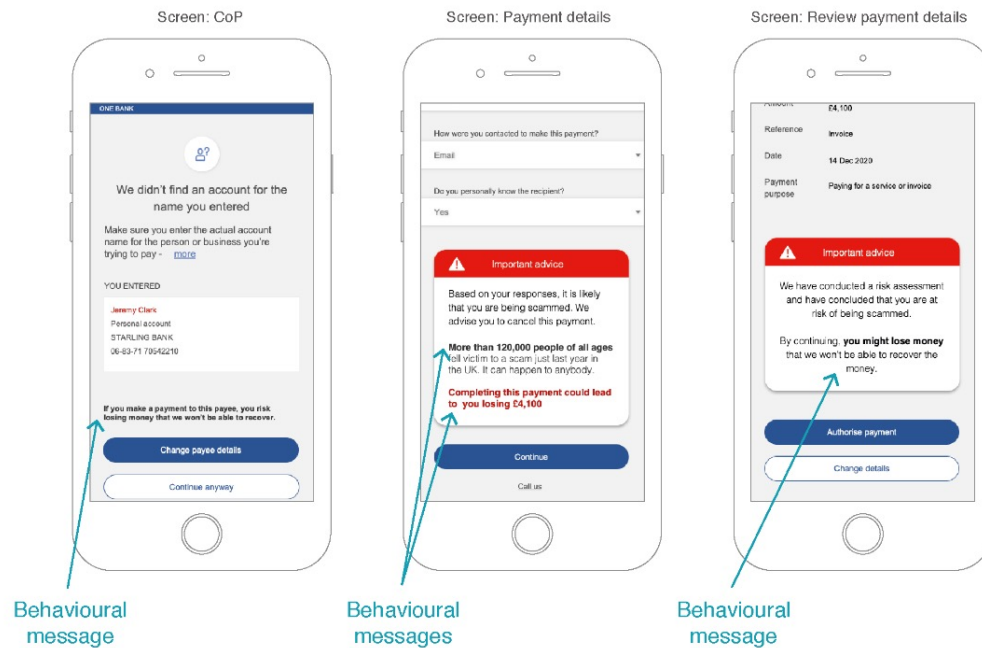 Screen: CoP
ONE BANK
We didn't find an account for the
name you entered
Make sure you enter the actual account
name for the person or business you're
trying to pay - more
YOU ENTERED
Jeremy Clark
Personal account
STARLING BANK
06-83-71 70542210
If you make a payment to this payee, you risk
losing money that we won't be able to recover.
Change payee details
Continue anyway
Behavioural
message
Screen: Payment details
How were you contacted to make this payment?
Email
Do you personally know the recipient?
Yes
Important advice
Based on your responses, it is likely
that you are being scammed. We
advise you to cancel this payment.
More than 120,000 people of all ages
fell victim to a scam just last year in
the UK. It can happen to anybody.
Completing this payment could lead
to you losing £4,100
Continue
Call us
Behavioural
messages
Screen: Review payment details
Amount £4,100
Reference Invoice
Date 14 Dec 2020
Payment Paying for a service or invoice
purpose
Important advice
We have conducted a risk assessment
and have concluded that you are at
risk of being scammed.
By continuing, you might lose money
that we won't be able to recover the
money.
Authorise payment
Change details
Behavioural
message